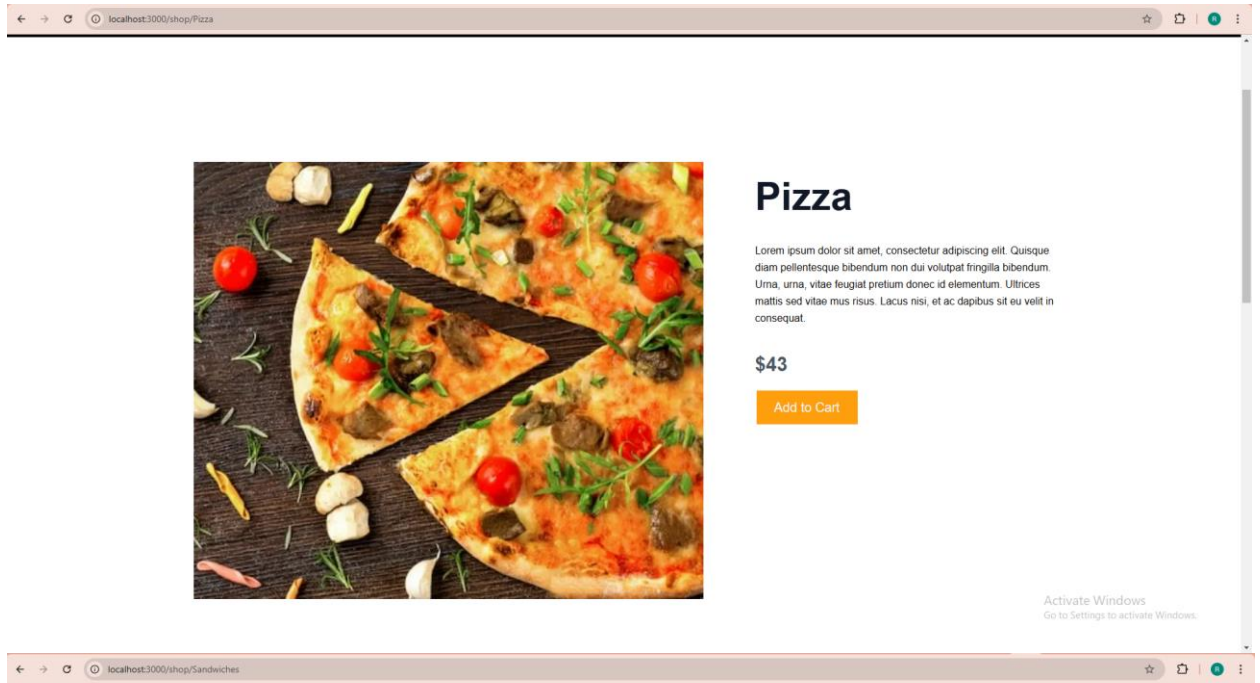 localhost:3000/shop/Pizza
R
Pizza
Lorem ipsum dolor sit amet, consectetur adipiscing elit. Quisque
diam pellentesque bibendum non dui volutpat fringilla bibendum.
Urna, urna, vitae feugiat pretium donec id elementum. Ultrices
mattis sed vitae mus risus. Lacus nisi, et ac dapibus sit eu velit in
consequat.
$43
Add to Cart
Activate Windows
Go to Settings to activate Windows.
localhost:3000/shop/Sandwiches
R